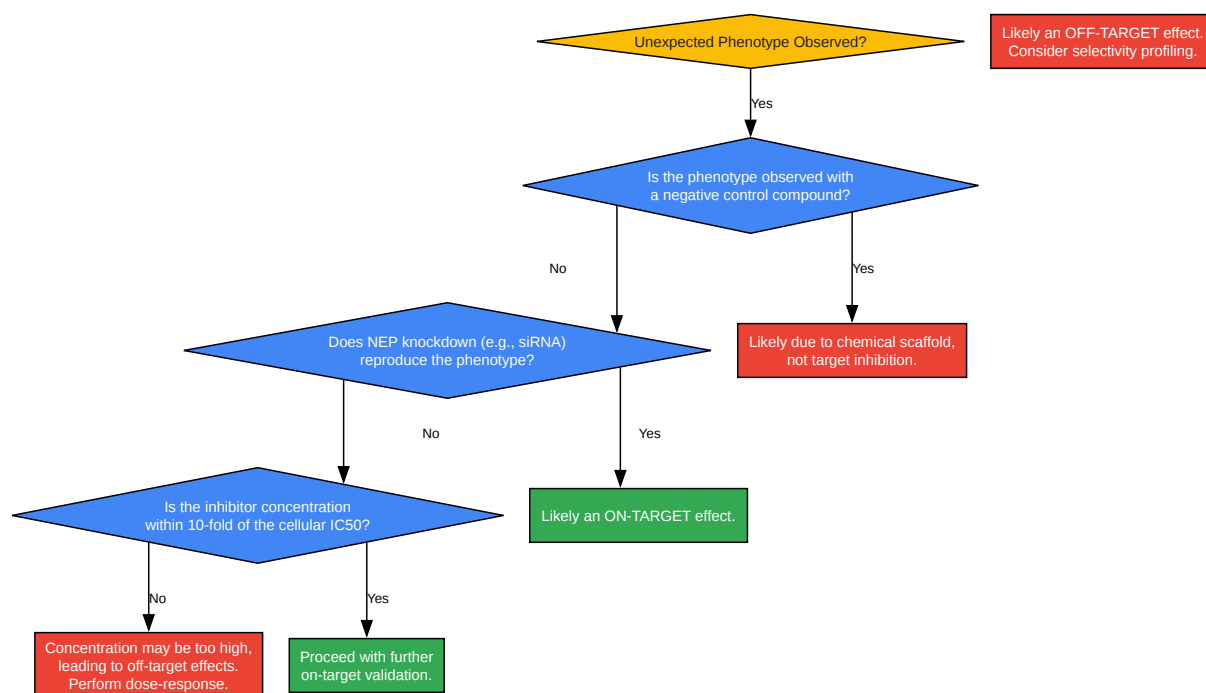 Unexpected Phenotype Observed?
Likely an OFF-TARGET effect.
Consider selectivity profiling.
Yes
Is the phenotype observed with
a negative control compound?
No
Yes
Does NEP knockdown (e.g., siRNA)
reproduce the phenotype?
Likely due to chemical scaffold,
not target inhibition.
No
Yes
Is the inhibitor concentration
within 10-fold of the cellular IC50?
Likely an ON-TARGET effect.
No
Yes
Concentration may be too high,
leading to off-target effects.
Perform dose-response.
Proceed with further
on-target validation.